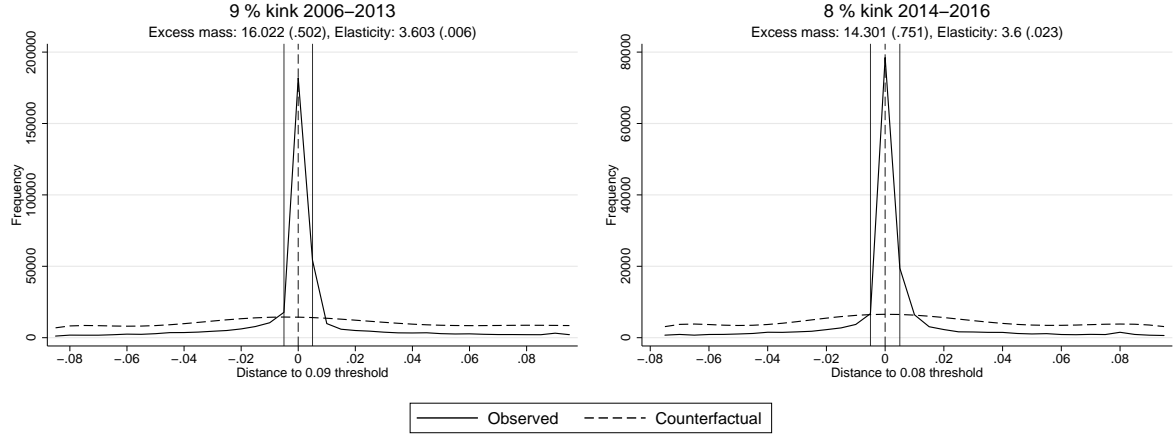 9 % kink 2006–2013
Excess mass: 16.022 (.502), Elasticity: 3.603 (.006)
Frequency
200000
150000
100000
50000
0
-.08 -.06 -.04 -.02 0 .02 .04 .06 .08
Distance to 0.09 threshold
8 % kink 2014–2016
Excess mass: 14.301 (.751), Elasticity: 3.6 (.023)
Frequency
80000
60000
40000
20000
0
-.08 -.06 -.04 -.02 0 .02 .04 .06 .08
Distance to 0.08 threshold
Observed Counterfactual